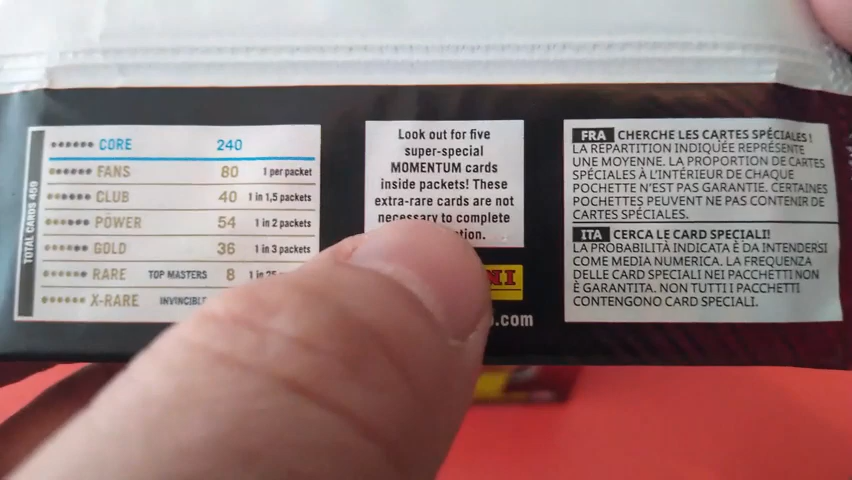 TOTAL CARDS 459
CORE 240
FANS 80 1 per packet
CLUB 40 1 in 1,5 packets
POWER 54 1 in 2 packets
GOLD 36 1 in 3 packets
RARE TOP MASTERS 8 1 in
X-RARE INVINCIBLE
Look out for five
super-special
MOMENTUM cards
inside packets! These
extra-rare cards are not
necessary to complete
.com
FRA CHERCHE LES CARTES SPÉCIALES !
LA REPARTITION INDIQUÉE REPRÉSENTE
UNE MOYENNE. LA PROPORTION DE CARTES
SPÉCIALES À L'INTÉRIEUR DE CHAQUE
POCHETTE N'EST PAS GARANTIE. CERTAINES
POCHETTES PEUVENT NE PAS CONTENIR DE
CARTES SPÉCIALES.
ITA CERCA LE CARD SPECIALI!
LA PROBABILITÀ INDICATA È DA INTENDERSI
COME MEDIA NUMERICA. LA FREQUENZA
DELLE CARD SPECIALI NEI PACCHETTI NON
È GARANTITA. NON TUTTI I PACCHETTI
CONTENGONO CARD SPECIALI.